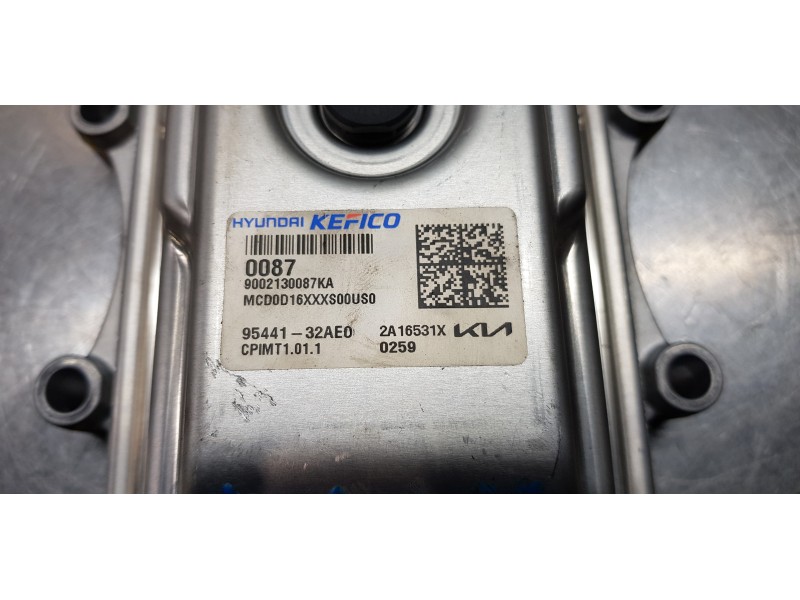 HYUNDAI KEFICO
0087
9002130087KA
MCD0D16XXXS00US0
95441-32AE0 2A16531X KIA
CPIMT1.01.1 0259